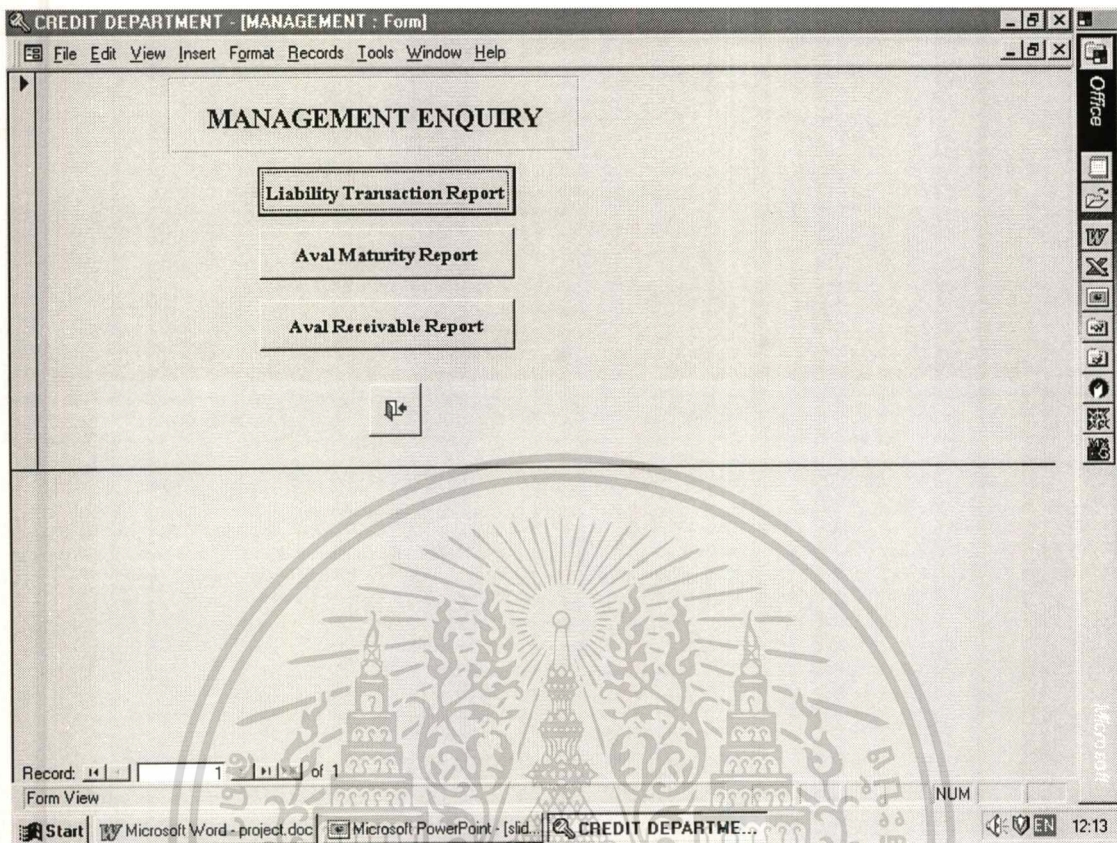 CREDIT DEPARTMENT - [MANAGEMENT : Form]
File Edit View Insert Format Records Tools Window Help
Office
MANAGEMENT ENQUIRY
Liability Transaction Report
Aval Maturity Report
Aval Receivable Report
Microsoft
Record: 1 of 1
Form View NUM
Start Microsoft Word - project.doc Microsoft PowerPoint - [slid... CREDIT DEPARTME... EN 12:13